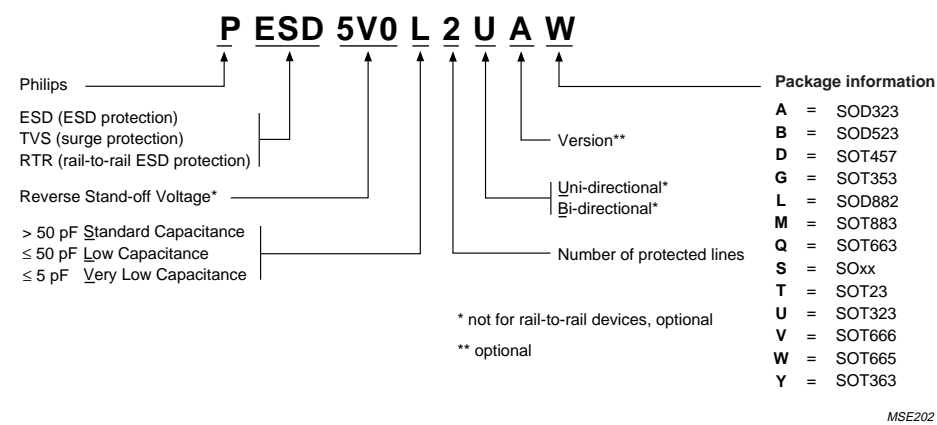 P ESD 5V0 L 2 U A W
Philips
ESD (ESD protection)
TVS (surge protection)
RTR (rail-to-rail ESD protection)
Reverse Stand-off Voltage*
> 50 pF Standard Capacitance
≤ 50 pF Low Capacitance
≤ 5 pF Very Low Capacitance
Version**
Uni-directional*
Bi-directional*
Number of protected lines
* not for rail-to-rail devices, optional
** optional
Package information
A = SOD323
B = SOD523
D = SOT457
G = SOT353
L = SOD882
M = SOT883
Q = SOT663
S = SOxx
T = SOT23
U = SOT323
V = SOT666
W = SOT665
Y = SOT363
MSE202